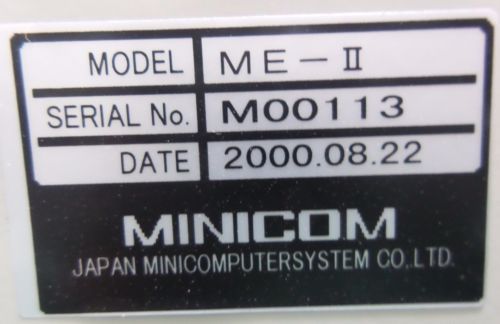 MODEL ME-II
SERIAL No. M00113
DATE 2000.08.22
MINICOM
JAPAN MINICOMPUTERSYSTEM CO.,LTD.